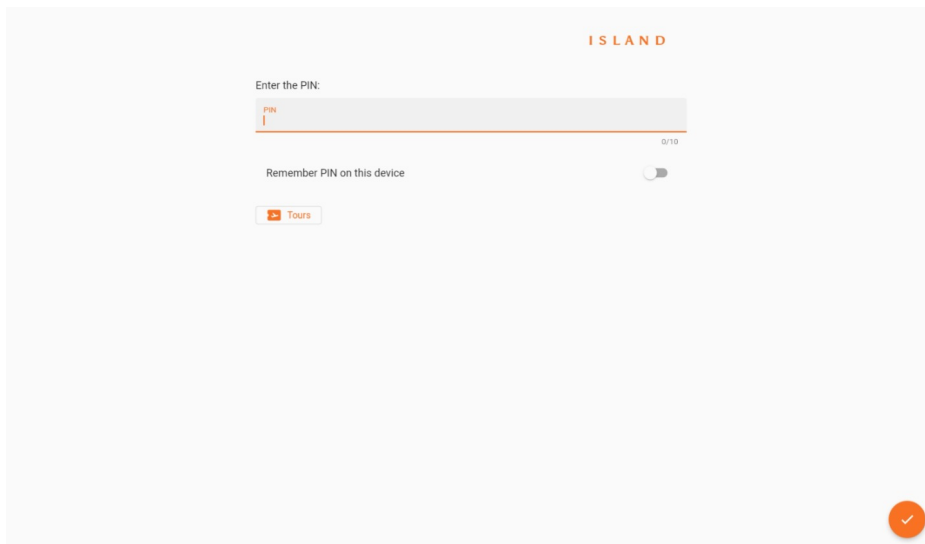 ISLAND
Enter the PIN:
PIN
0/10
Remember PIN on this device
Tours